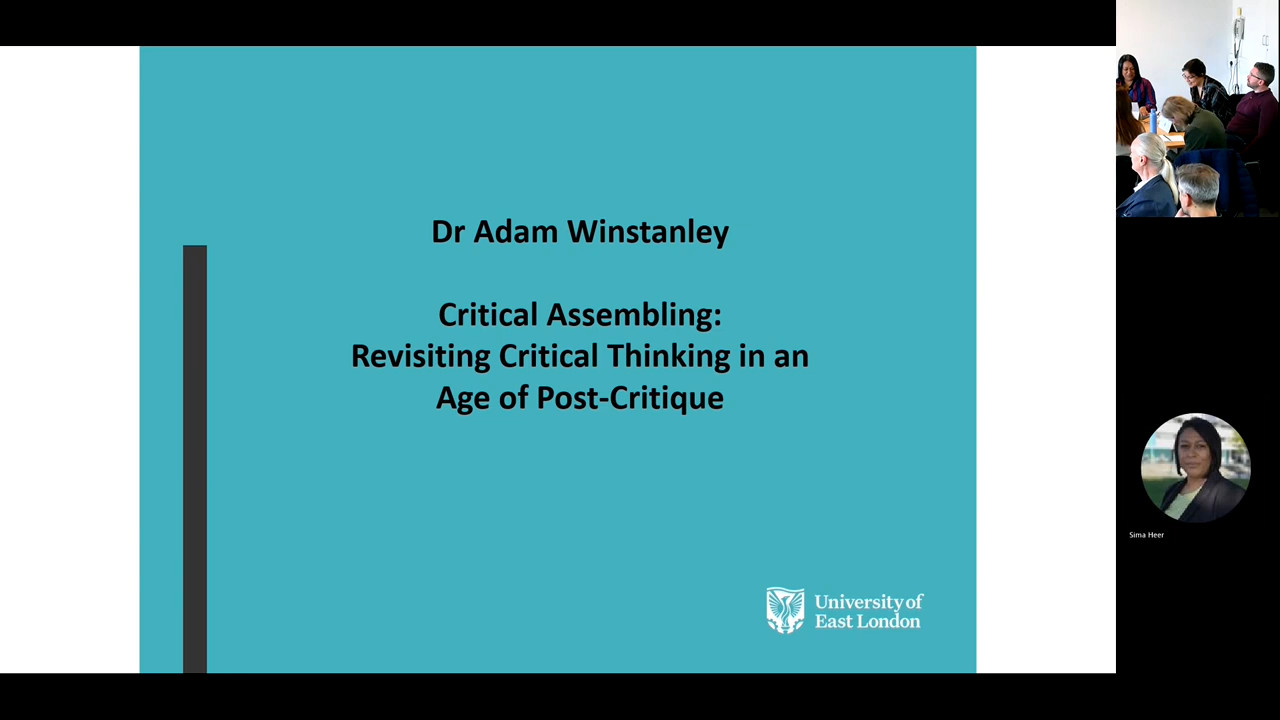 Dr Adam Winstanley
Critical Assembling:
Revisiting Critical Thinking in an
Age of Post-Critique
University of
East London
Sima Heer